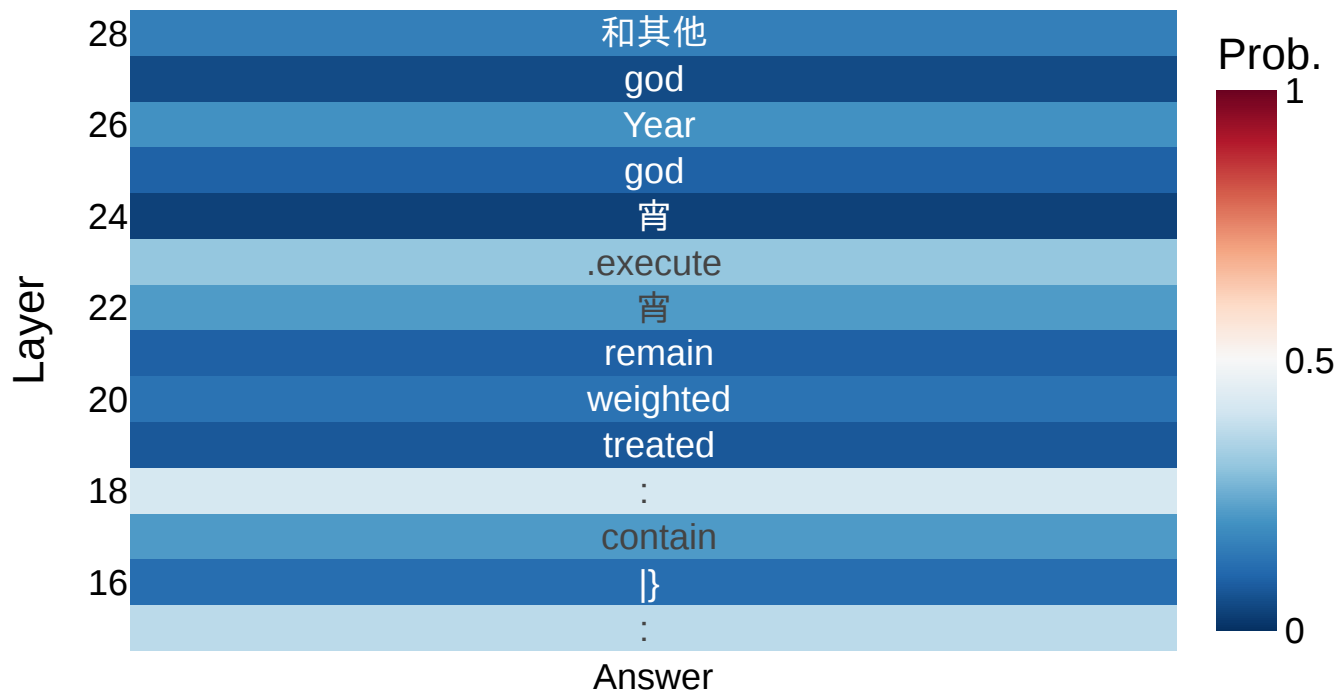 Layer
28 和其他
god
26 Year
god
24 宵
.execute
22 宵
remain
20 weighted
treated
18 :
contain
16 |}
:
Answer
Prob.
1
0.5
0